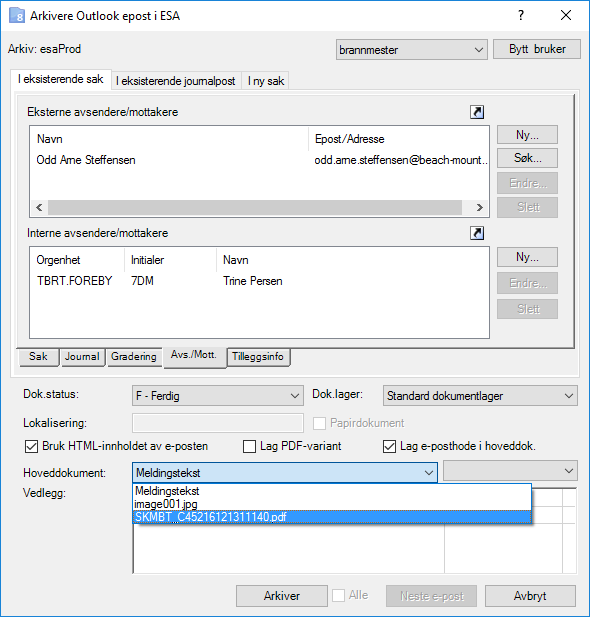 8 Arkivere Outlook epost i ESA ?
Arkiv: esaProd brannmester Bytt bruker
I eksisterende sak I eksisterende journalpost I ny sak
Eksterne avsendere/mottakere
Navn Epost/Adresse Ny...
Odd Arne Steffensen odd.arne.steffensen@beach-mount... Søk...
Endre...
Slett
Interne avsendere/mottakere
Orgenhet Initialer Navn Ny...
TBRT.FOREBY 7DM Trine Persen Endre...
Slett
Sak Journal Gradering Avs./Mott. Tilleggsinfo
Dok.status: F - Ferdig Dok.lager: Standard dokumentlager
Lokalisering: Papirdokument
Bruk HTML-innholdet av e-posten Lag PDF-variant Lag e-posthode i hoveddok.
Hoveddokument: Meldingstekst
Vedlegg: Meldingstekst
image001.jpg
SKMBT_C45216121311140.pdf
Arkiver Alle Neste e-post Avbryt